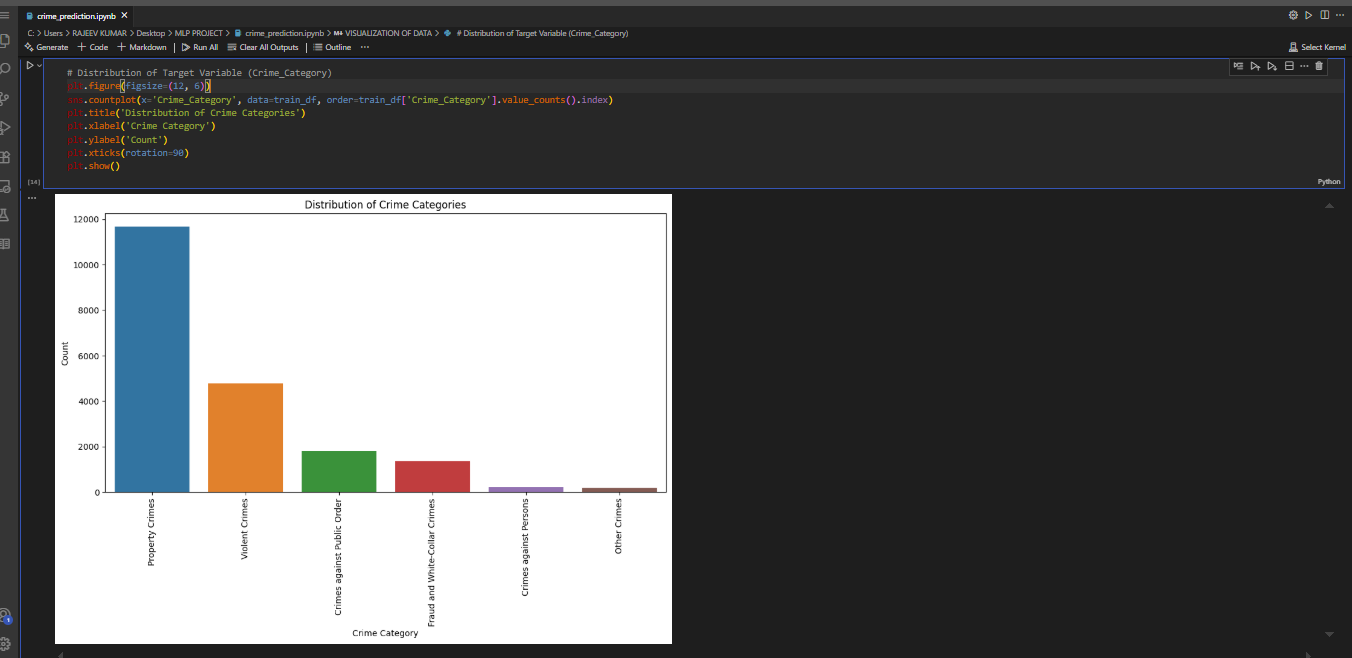 crime_prediction.ipynb
C: > Users > RAJEEV KUMAR > Desktop > MLP PROJECT > crime_prediction.ipynb > M+ VISUALIZATION OF DATA > # Distribution of Target Variable (Crime_Category)
Generate + Code + Markdown | Run All Clear All Outputs | Outline ...
Select Kernel
# Distribution of Target Variable (Crime_Category)
plt.figure(figsize=(12, 6))
sns.countplot(x='Crime_Category', data=train_df, order=train_df['Crime_Category'].value_counts().index)
plt.title('Distribution of Crime Categories')
plt.xlabel('Crime Category')
plt.ylabel('Count')
plt.xticks(rotation=90)
plt.show()
[14]
Python
Distribution of Crime Categories
12000
10000
8000
6000
4000
2000
0
Count
Property Crimes
Violent Crimes
Crimes against Public Order
Fraud and White-Collar Crimes
Crimes against Persons
Other Crimes
Crime Category
1